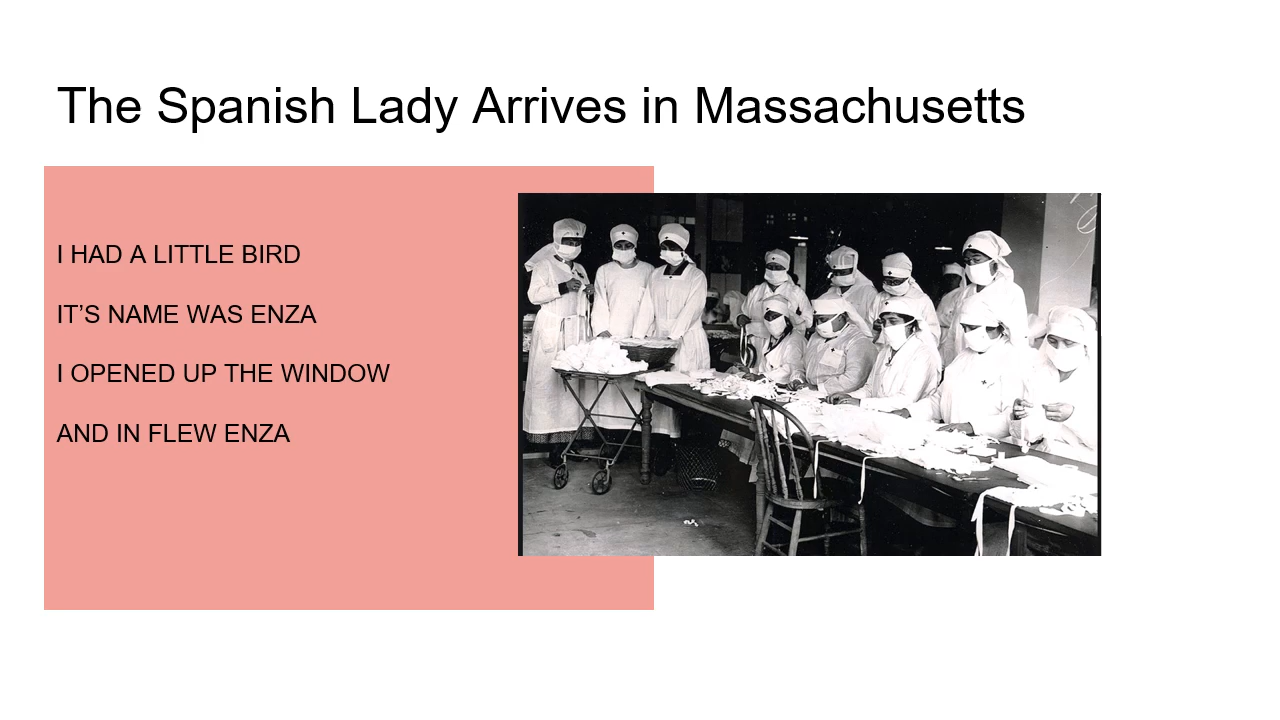 The Spanish Lady Arrives in Massachusetts
I HAD A LITTLE BIRD
IT’S NAME WAS ENZA
I OPENED UP THE WINDOW
AND IN FLEW ENZA